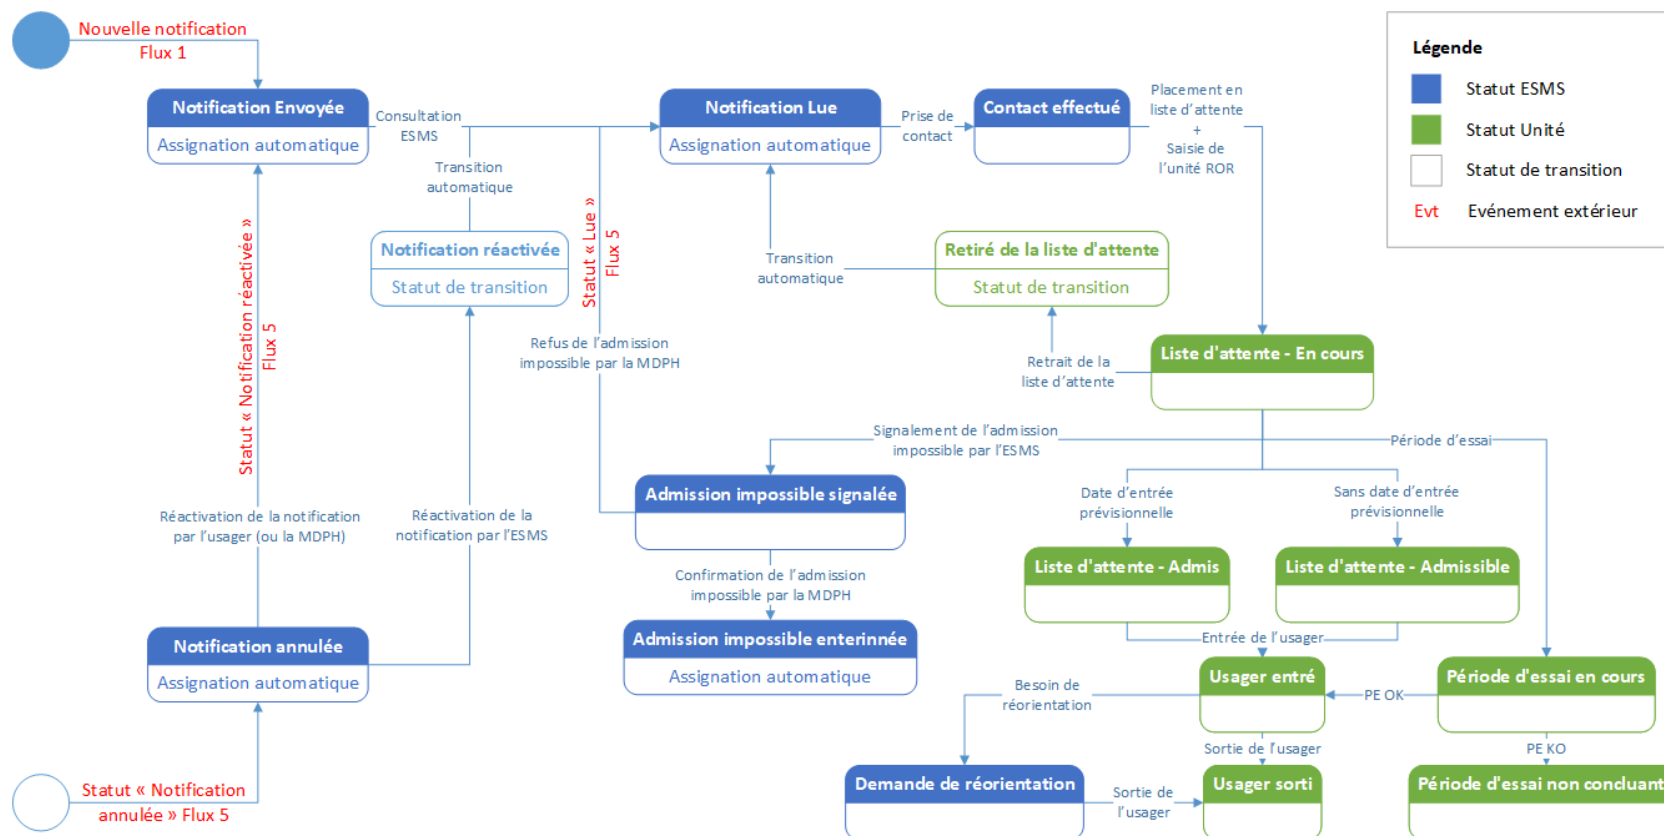 Nouvelle notification
Flux 1
Légende
Statut ESMS
Statut Unité
Statut de transition
Evt
Evénement extérieur
Notification Envoyée
Assignation automatique
Consultation
ESMS
Notification Lue
Assignation automatique
Prise de
contact
Contact effectué
Placement en
liste d'attente
+
Saisie de
l'unité ROR
Transition
automatique
Statut « Notification réactivée »
Flux 5
Notification réactivée
Statut de transition
Statut « Lue »
Flux 5
Transition
automatique
Retiré de la liste d'attente
Statut de transition
Refus de l'admission
impossible par la MDPH
Retrait de la
liste d'attente
Liste d'attente - En cours
Signalement de l'admission
impossible par l'ESMS
Période d'essai
Admission impossible signalée
Date d'entrée
prévisionnelle
Sans date d'entrée
prévisionnelle
Réactivation de la notification
par l'usager (ou la MDPH)
Réactivation de la
notification par l'ESMS
Confirmation de l'admission
impossible par la MDPH
Liste d'attente - Admis
Liste d'attente - Admissible
Notification annulée
Assignation automatique
Admission impossible enterinnée
Assignation automatique
Entrée de l'usager
Usager entré
PE OK
Période d'essai en cours
Besoin de
réorientation
Sortie de l'usager
PE KO
Statut « Notification
annulée » Flux 5
Demande de réorientation
Sortie de
l'usager
Usager sorti
Période d'essai non concluant